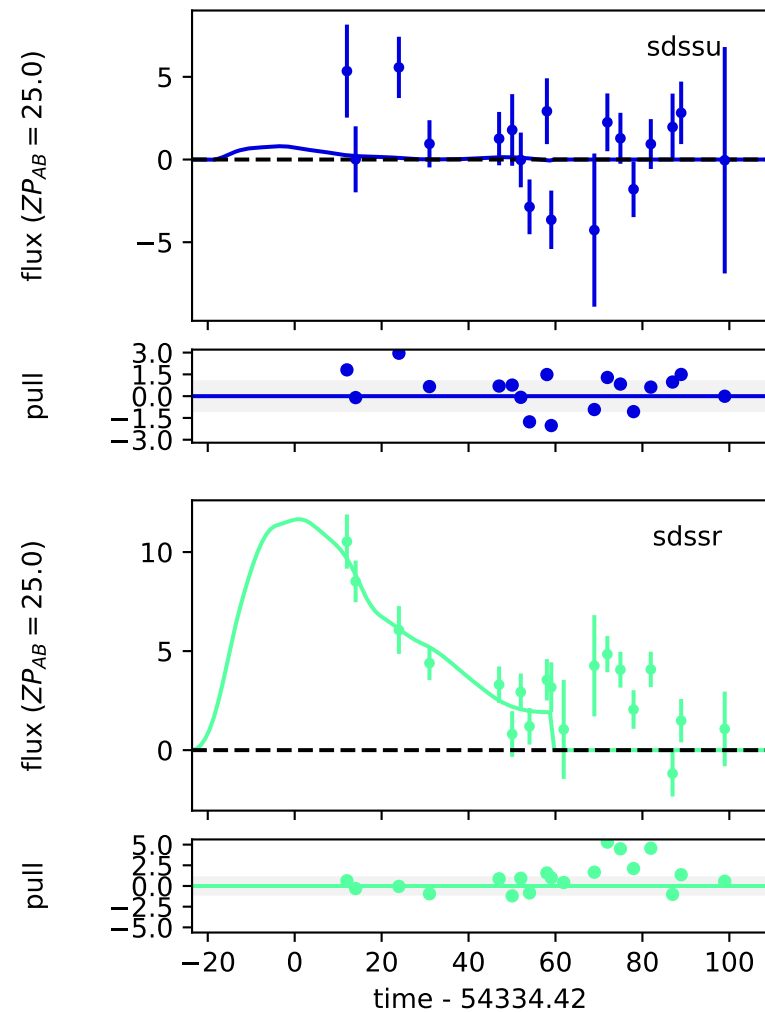 sdssu
flux (ZP_AB = 25.0)
5
0
−5
pull
3.0
1.5
0.0
−1.5
−3.0
sdssr
flux (ZP_AB = 25.0)
10
5
0
pull
5.0
2.5
0.0
−2.5
−5.0
−20 0 20 40 60 80 100
time - 54334.42